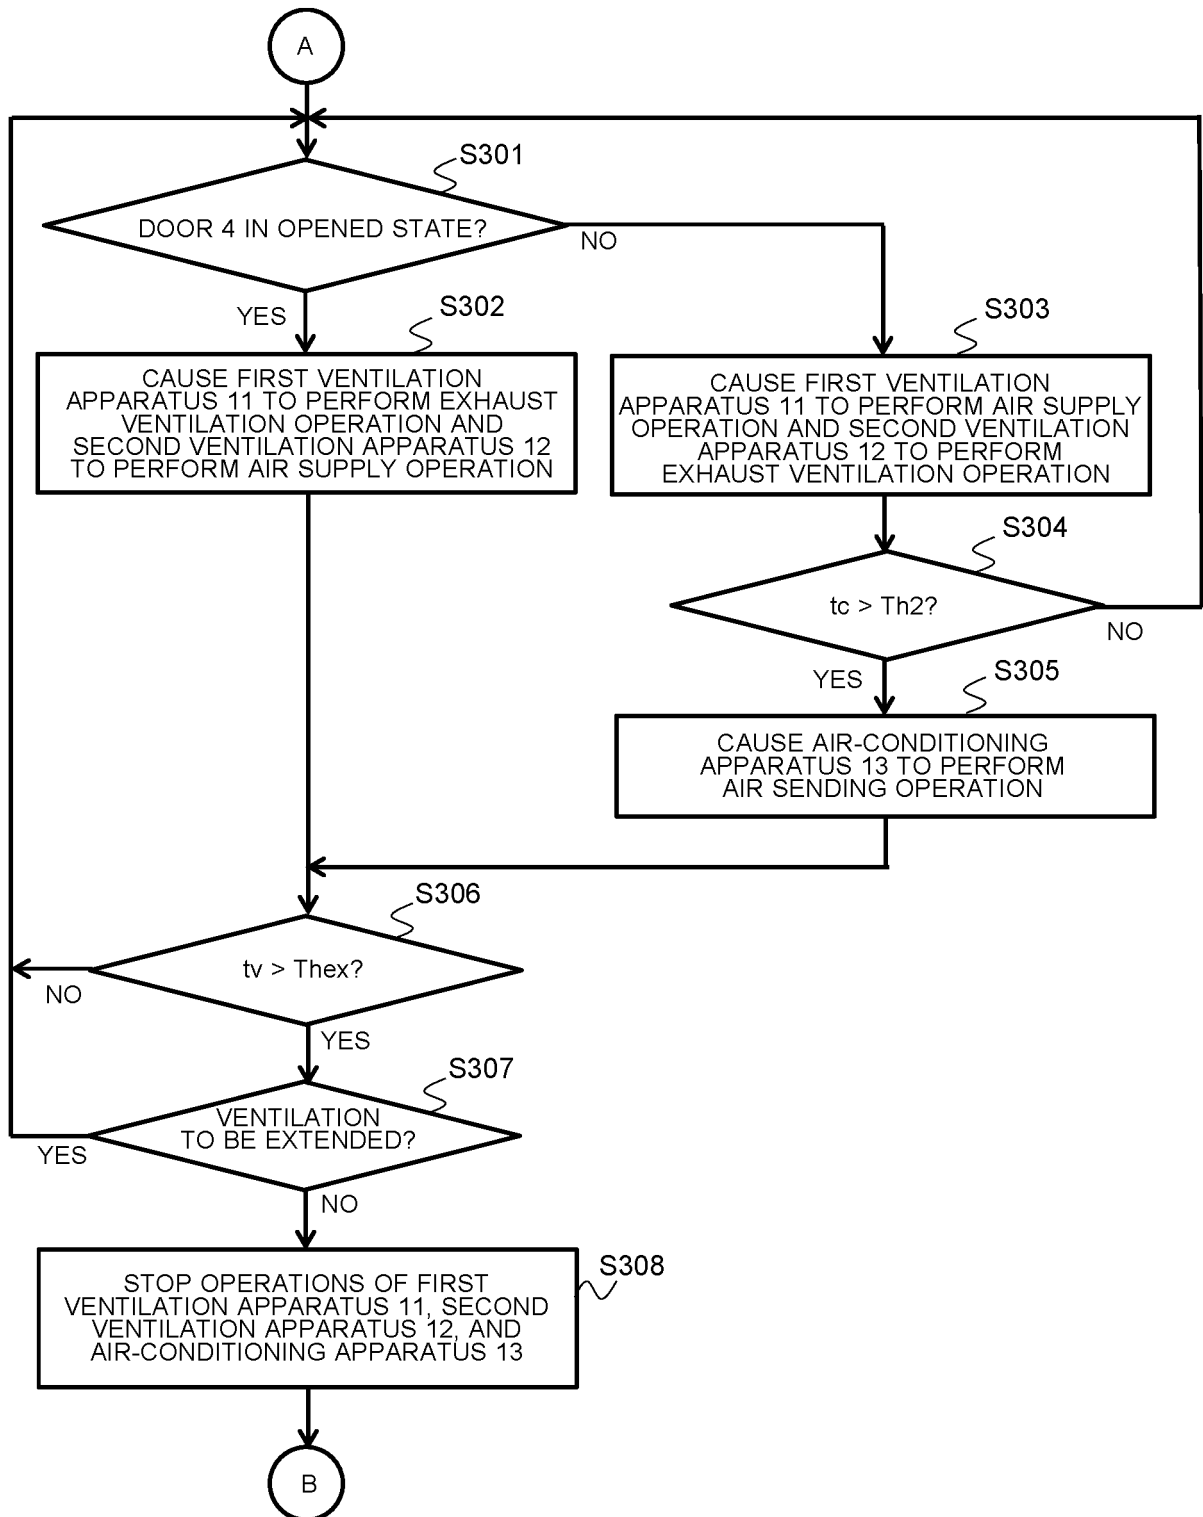 A
S301
DOOR 4 IN OPENED STATE?
NO
YES
S302
CAUSE FIRST VENTILATION
APPARATUS 11 TO PERFORM EXHAUST
VENTILATION OPERATION AND
SECOND VENTILATION APPARATUS 12
TO PERFORM AIR SUPPLY OPERATION
S303
CAUSE FIRST VENTILATION
APPARATUS 11 TO PERFORM AIR SUPPLY
OPERATION AND SECOND VENTILATION
APPARATUS 12 TO PERFORM
EXHAUST VENTILATION OPERATION
S304
tc > Th2?
NO
YES
S305
CAUSE AIR-CONDITIONING
APPARATUS 13 TO PERFORM
AIR SENDING OPERATION
S306
tv > Thex?
NO
YES
S307
VENTILATION
TO BE EXTENDED?
YES
NO
S308
STOP OPERATIONS OF FIRST
VENTILATION APPARATUS 11, SECOND
VENTILATION APPARATUS 12, AND
AIR-CONDITIONING APPARATUS 13
B